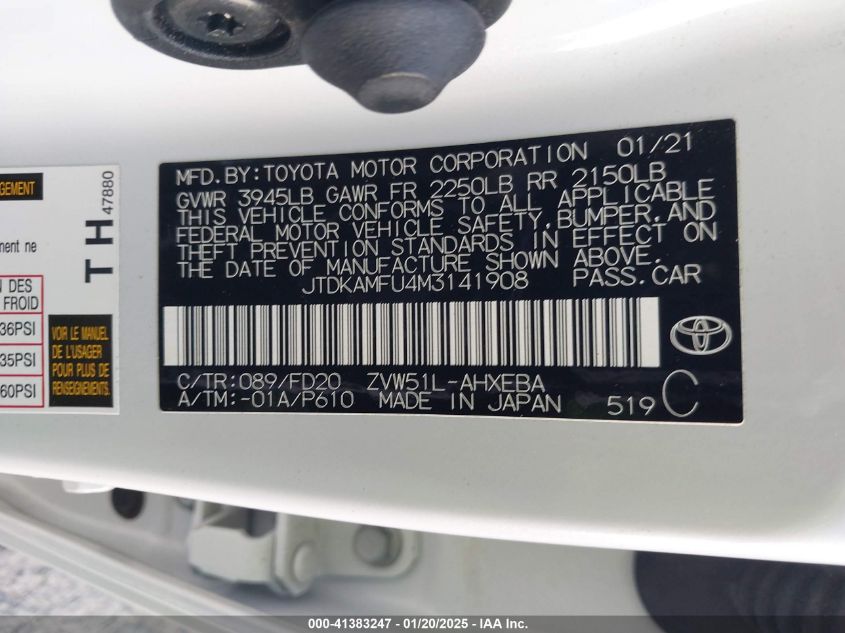 MFD. BY: TOYOTA MOTOR CORPORATION 01/21
GVWR 3945LB GAWR FR 2250LB RR 2150LB
THIS VEHICLE CONFORMS TO ALL APPLICABLE
FEDERAL MOTOR VEHICLE SAFETY, BUMPER, AND
THEFT PREVENTION STANDARDS IN EFFECT ON
THE DATE OF MANUFACTURE SHOWN ABOVE.
JTDKAMFU4M3141908 PASS.CAR
C/TR:089/FD20 ZVW51L-AHXEBA
A/TM:-01A/P610 MADE IN JAPAN 519 C
TH
47880
ment ne
DES
FROID
36PSI
35PSI
60PSI
VOIR LE MANUEL
DE L'USAGER
POUR PLUS DE
RENSEIGNEMENTS
000-41383247 - 01/20/2025 - IAA Inc.